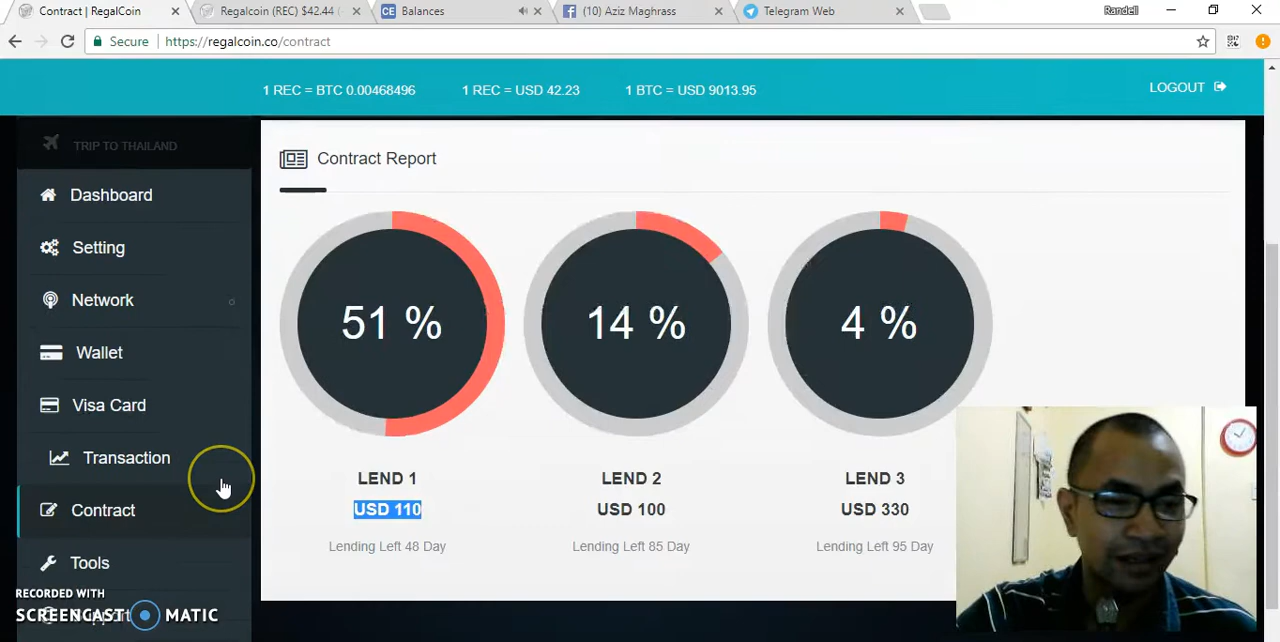 Contract | RegalCoin
Regalcoin (REC) $42.44 (
CE Balances
(10) Aziz Maghrass
Telegram Web
Randell
Secure
https://regalcoin.co/contract
1 REC = BTC 0.00468496
1 REC = USD 42.23
1 BTC = USD 9013.95
LOGOUT
TRIP TO THAILAND
Dashboard
Setting
Network
Wallet
Visa Card
Transaction
Contract
Tools
Contract Report
51 %
14 %
4 %
LEND 1
LEND 2
LEND 3
USD 110
USD 100
USD 330
Lending Left 48 Day
Lending Left 85 Day
Lending Left 95 Day
RECORDED WITH
SCREENCAST MATIC